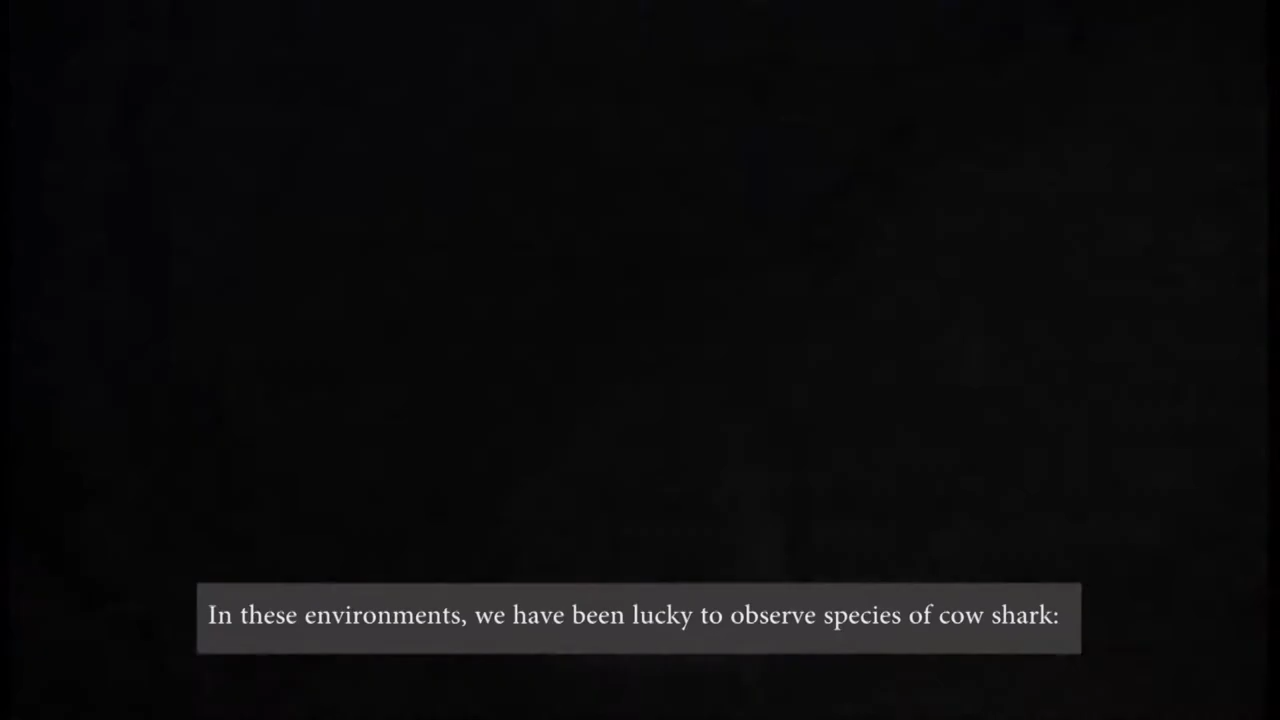 In these environments, we have been lucky to observe species of cow shark: